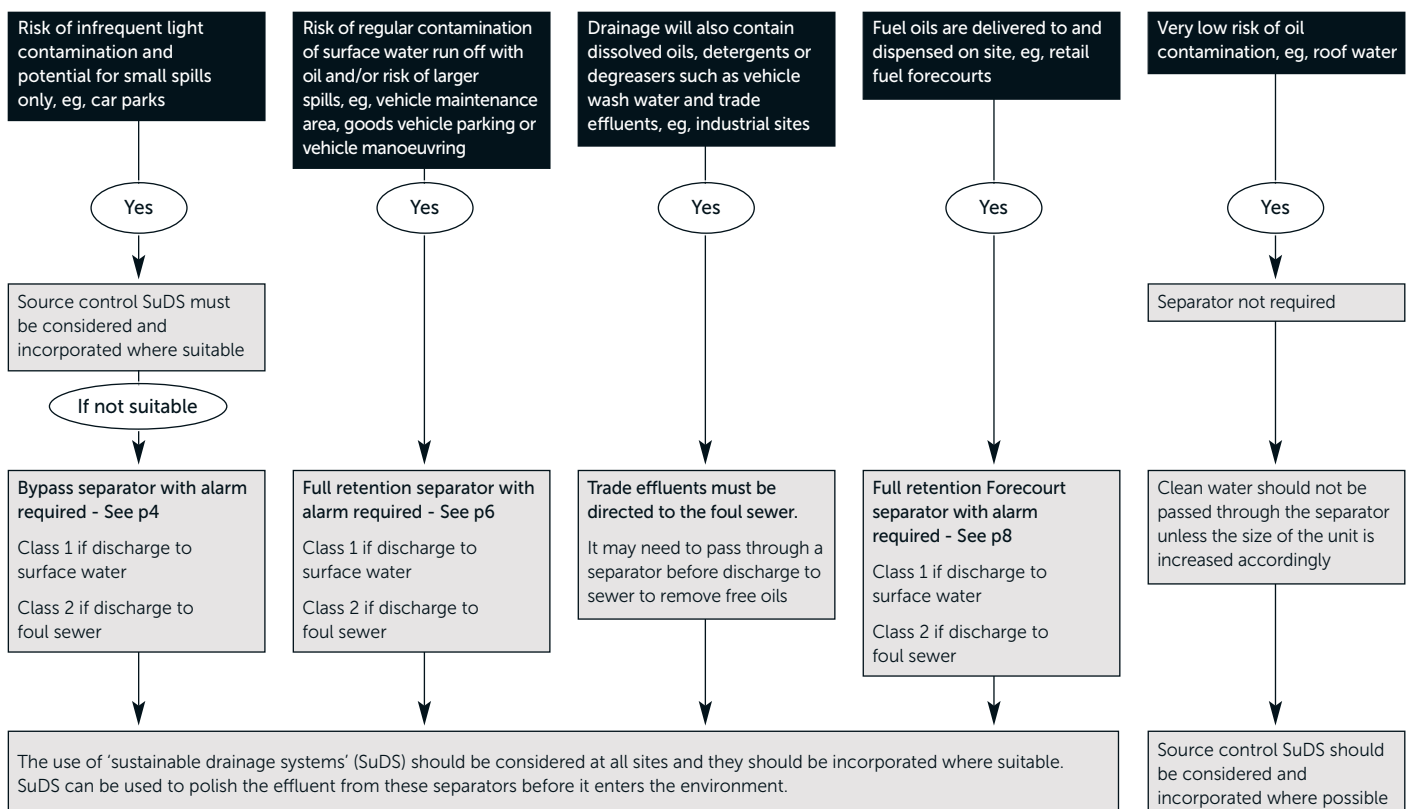 Risk of infrequent light
contamination and
potential for small spills
only, eg, car parks
Yes
Source control SuDS must
be considered and
incorporated where suitable
If not suitable
Bypass separator with alarm
required - See p4
Class 1 if discharge to
surface water
Class 2 if discharge to
foul sewer
Risk of regular contamination
of surface water run off with
oil and/or risk of larger
spills, eg, vehicle maintenance
area, goods vehicle parking or
vehicle manoeuvring
Yes
Full retention separator with
alarm required - See p6
Class 1 if discharge to
surface water
Class 2 if discharge to
foul sewer
Drainage will also contain
dissolved oils, detergents or
degreasers such as vehicle
wash water and trade
effluents, eg, industrial sites
Yes
Trade effluents must be
directed to the foul sewer.
It may need to pass through a
separator before discharge to
sewer to remove free oils
Fuel oils are delivered to and
dispensed on site, eg, retail
fuel forecourts
Yes
Full retention Forecourt
separator with alarm
required - See p8
Class 1 if discharge to
surface water
Class 2 if discharge to
foul sewer
Very low risk of oil
contamination, eg, roof water
Yes
Separator not required
Clean water should not be
passed through the separator
unless the size of the unit is
increased accordingly
The use of 'sustainable drainage systems' (SuDS) should be considered at all sites and they should be incorporated where suitable.
SuDS can be used to polish the effluent from these separators before it enters the environment.
Source control SuDS should
be considered and
incorporated where possible